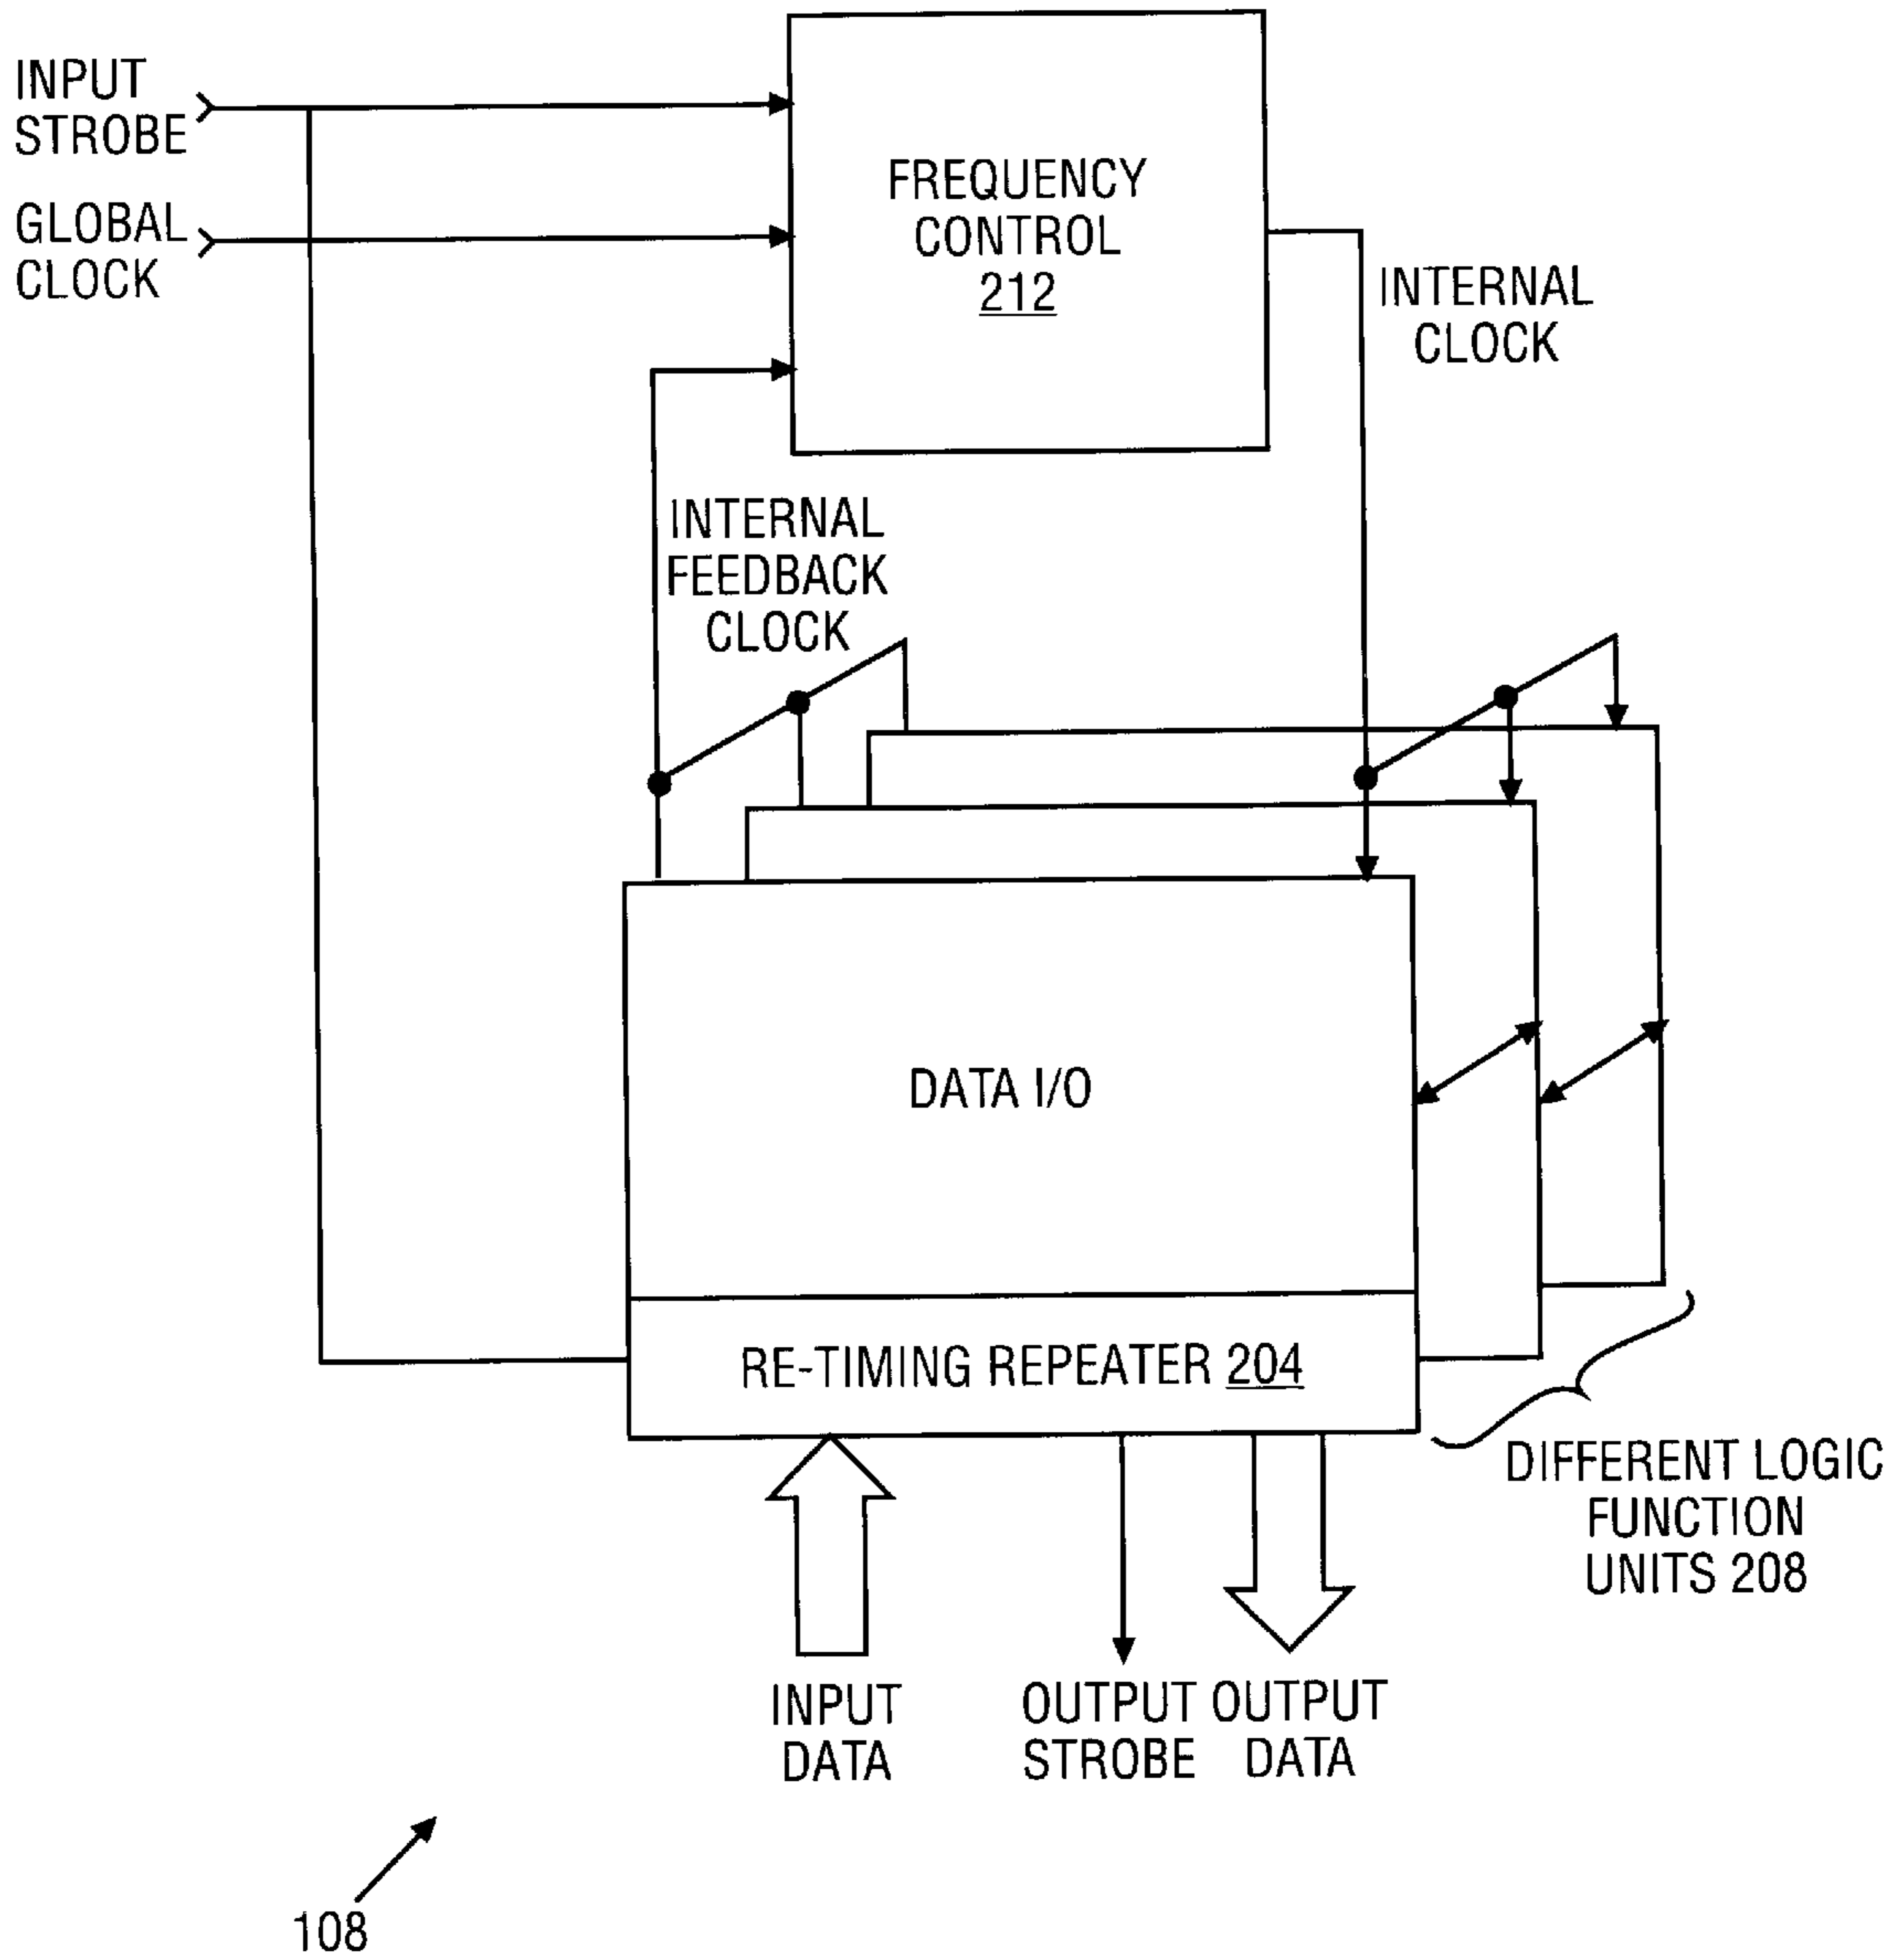 INPUT
STROBE
GLOBAL
CLOCK
FREQUENCY
CONTROL
212
INTERNAL
CLOCK
INTERNAL
FEEDBACK
CLOCK
DATA I/O
RE-TIMING REPEATER 204
DIFFERENT LOGIC
FUNCTION
UNITS 208
INPUT
DATA
OUTPUT
STROBE
OUTPUT
DATA
108